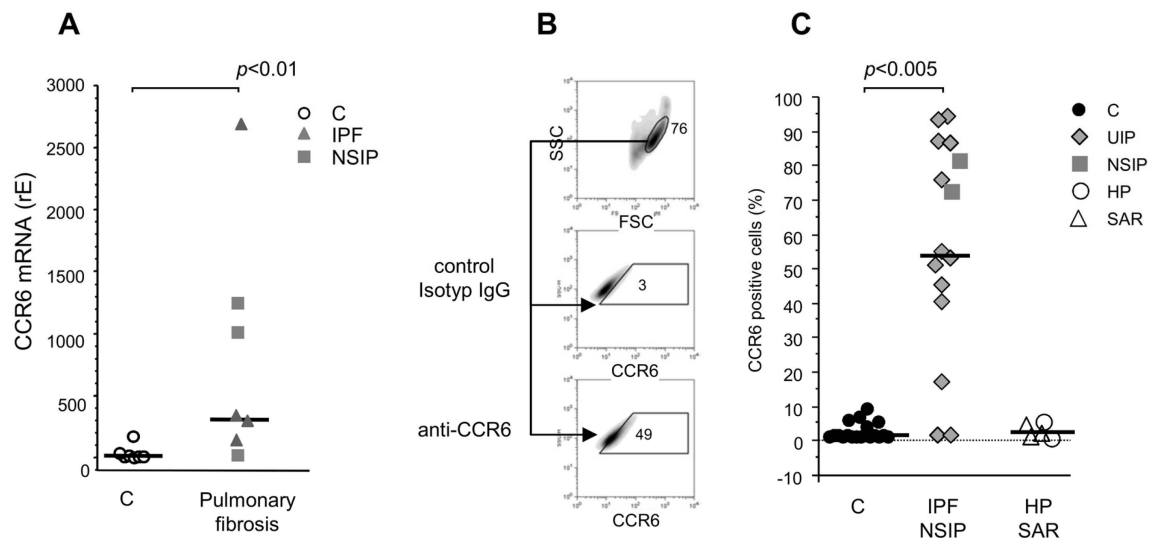 A
p<0.01
CCR6 mRNA (rE)
3000
2500
2000
1500
1000
500
0
C
IPF
NSIP
C
Pulmonary
fibrosis
B
SSC
76
FSC
control
Isotyp IgG
3
CCR6
anti-CCR6
49
CCR6
C
p<0.005
CCR6 positive cells (%)
100
90
80
70
60
50
40
30
20
10
0
-10
C
UIP
NSIP
HP
SAR
C
IPF
NSIP
HP
SAR